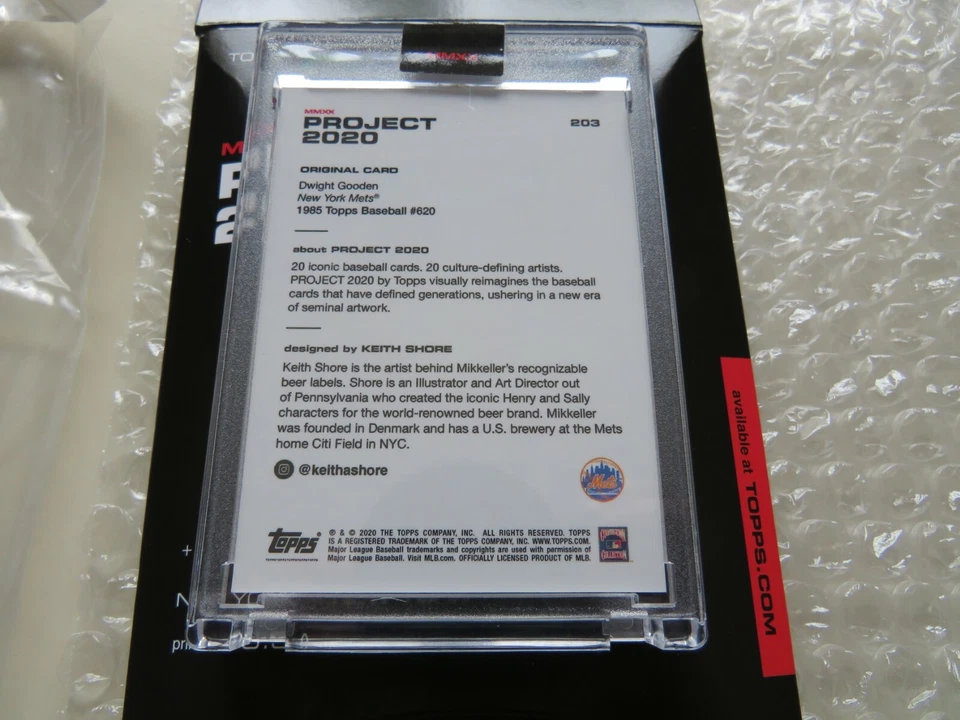 MMXX
MMXX
PROJECT
2020
203
ORIGINAL CARD
Dwight Gooden
New York Mets®
1985 Topps Baseball #620
about PROJECT 2020
20 iconic baseball cards. 20 culture-defining artists.
PROJECT 2020 by Topps visually reimagines the baseball
cards that have defined generations, ushering in a new era
of seminal artwork.
designed by KEITH SHORE
Keith Shore is the artist behind Mikkeller's recognizable
beer labels. Shore is an Illustrator and Art Director out
of Pennsylvania who created the iconic Henry and Sally
characters for the world-renowned beer brand. Mikkeller
was founded in Denmark and has a U.S. brewery at the Mets
home Citi Field in NYC.
@keithashore
Mets
topps
® & © 2020 THE TOPPS COMPANY, INC. ALL RIGHTS RESERVED. TOPPS
IS A REGISTERED TRADEMARK OF THE TOPPS COMPANY, INC. WWW.TOPPS.COM.
Major League Baseball trademarks and copyrights are used with permission of
Major League Baseball. Visit MLB.com. OFFICIALLY LICENSED PRODUCT OF MLB.
available at TOPPS.COM